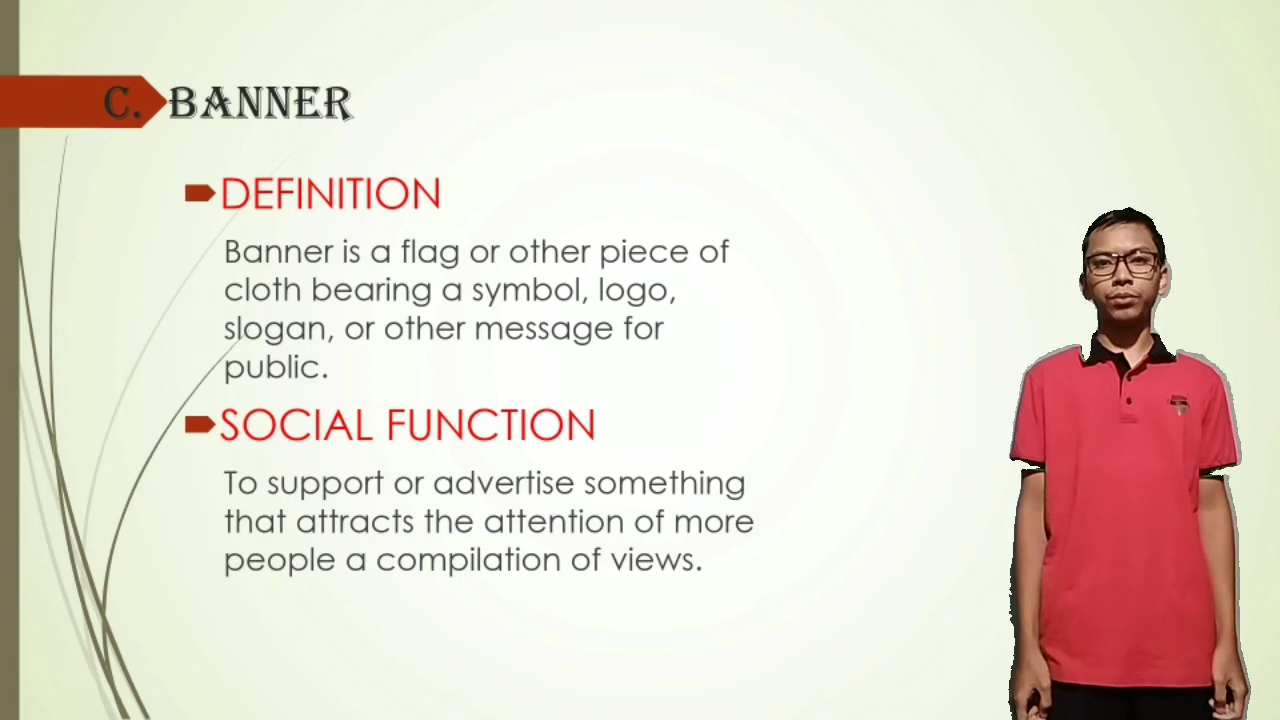 C. BANNER
DEFINITION
Banner is a flag or other piece of
cloth bearing a symbol, logo,
slogan, or other message for
public.
SOCIAL FUNCTION
To support or advertise something
that attracts the attention of more
people a compilation of views.